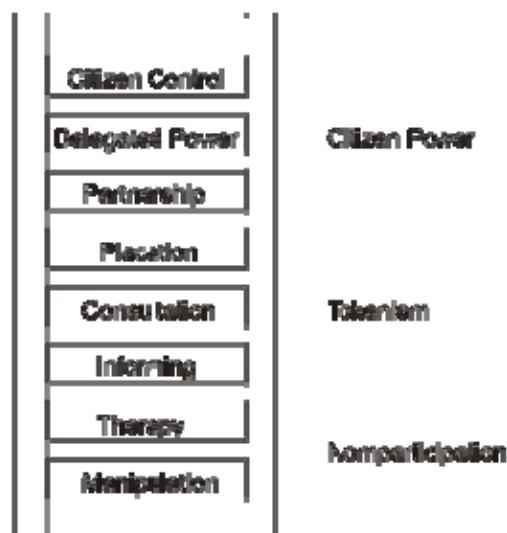 Citizen Control
Delegated Power
Citizen Power
Partnership
Placation
Consultation
Tokenism
Informing
Therapy
Nonparticipation
Manipulation